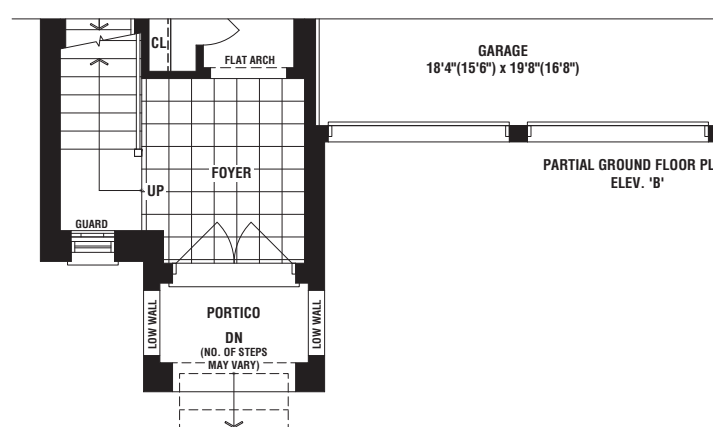 CL
FLAT ARCH
GARAGE
18'4"(15'6") x 19'8"(16'8")
PARTIAL GROUND FLOOR PL
ELEV. 'B'
FOYER
UP
GUARD
LOW WALL
PORTICO
LOW WALL
DN
(NO. OF STEPS
MAY VARY)